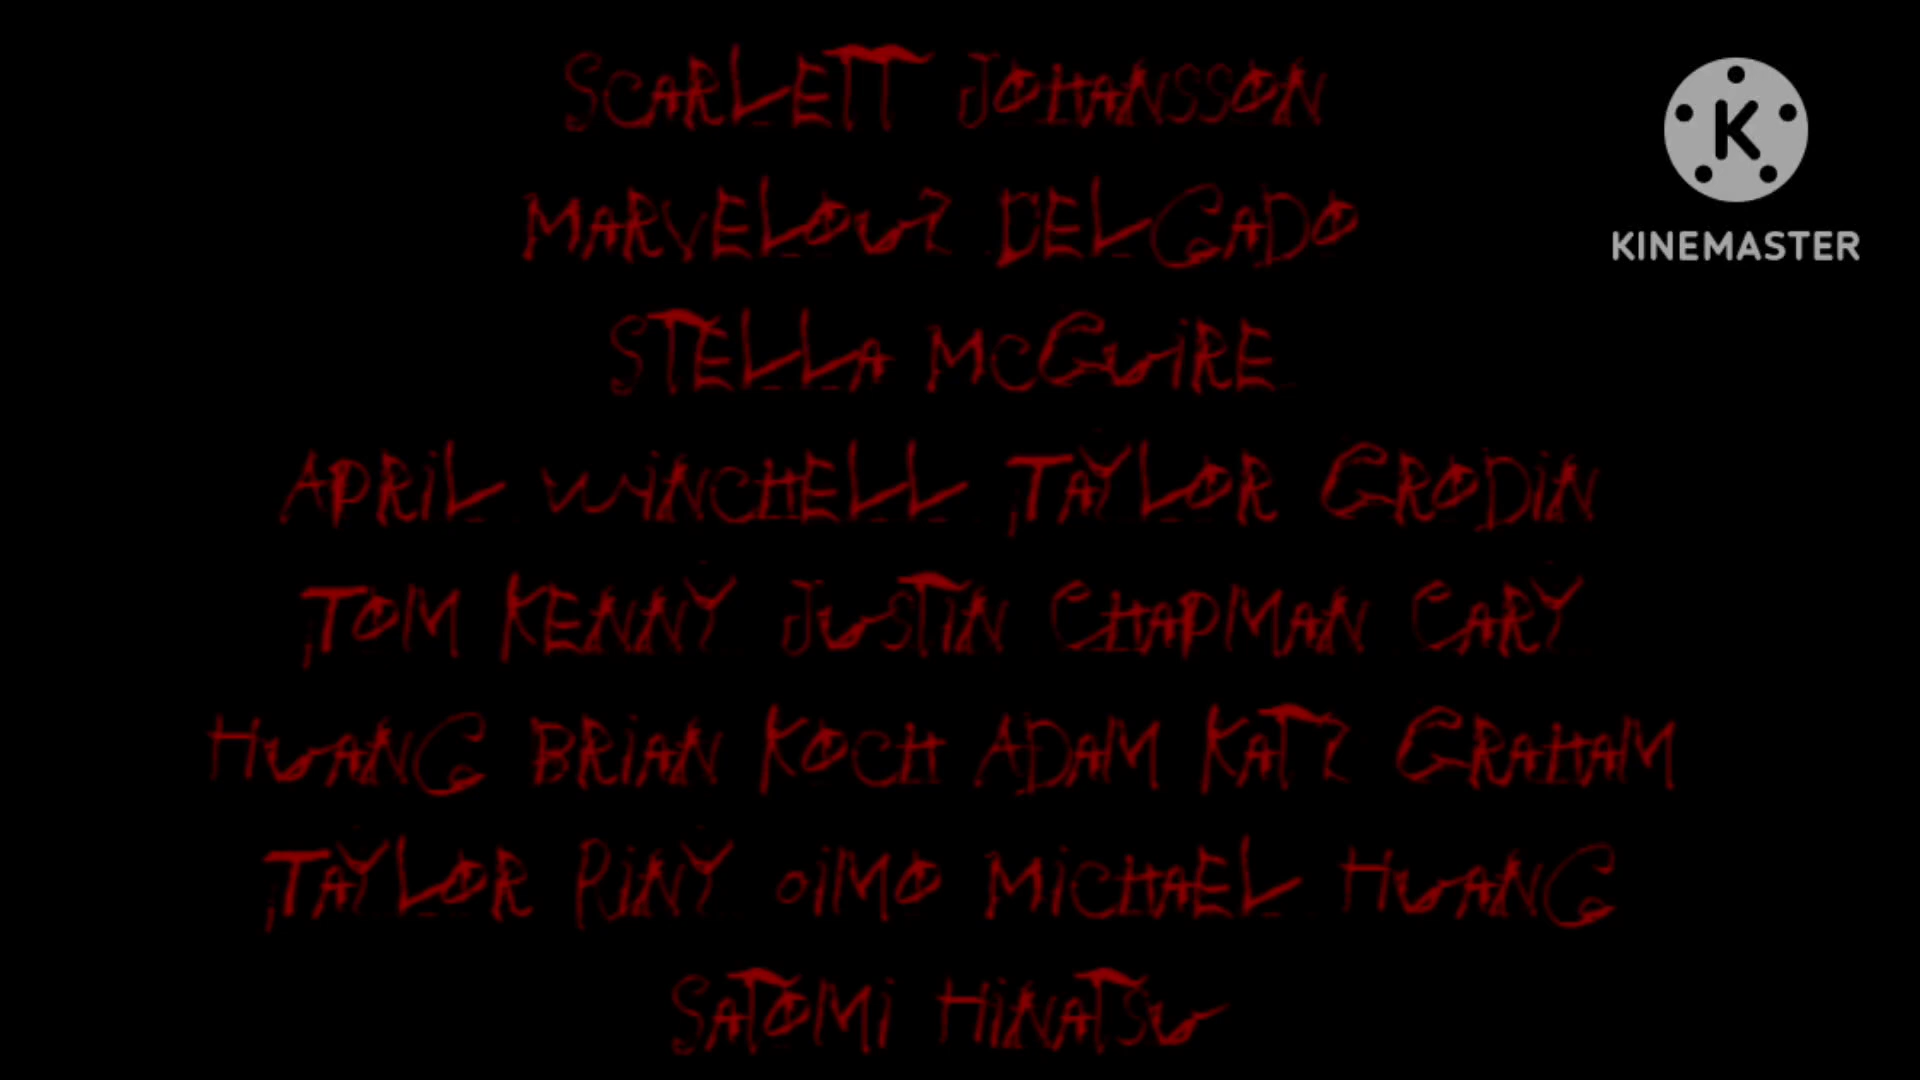 SCARLETT JOHANSSON
MARVELOUZ DELGADO
STELLA MCGUIRE
APRIL WINCHELL TAYLOR GRODIN
TOM KENNY JUSTIN CHAPMAN CARY
HUANG BRIAN KOCH ADAM KATZ GRAHAM
TAYLOR PINY OIMO MICHAEL HUANG
SATOMI HINATSU
K
KINEMASTER